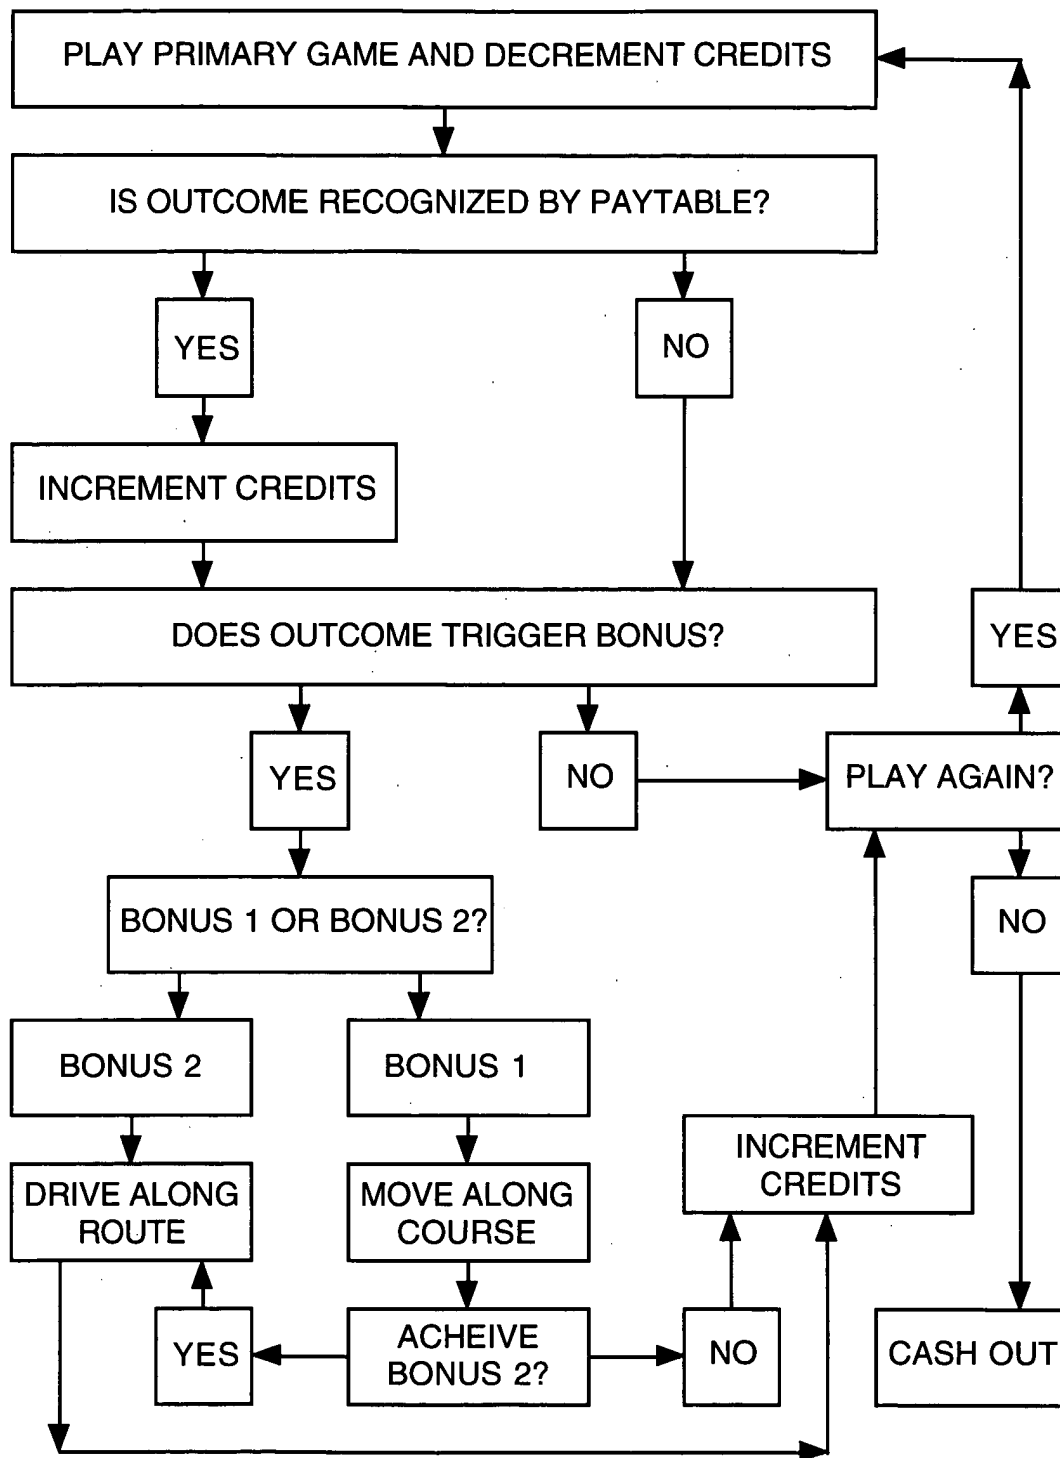 PLAY PRIMARY GAME AND DECREMENT CREDITS
IS OUTCOME RECOGNIZED BY PAYTABLE?
YES
NO
INCREMENT CREDITS
DOES OUTCOME TRIGGER BONUS?
YES
YES
NO
PLAY AGAIN?
BONUS 1 OR BONUS 2?
NO
BONUS 2
BONUS 1
INCREMENT
CREDITS
DRIVE ALONG
ROUTE
MOVE ALONG
COURSE
YES
ACHEIVE
BONUS 2?
NO
CASH OUT